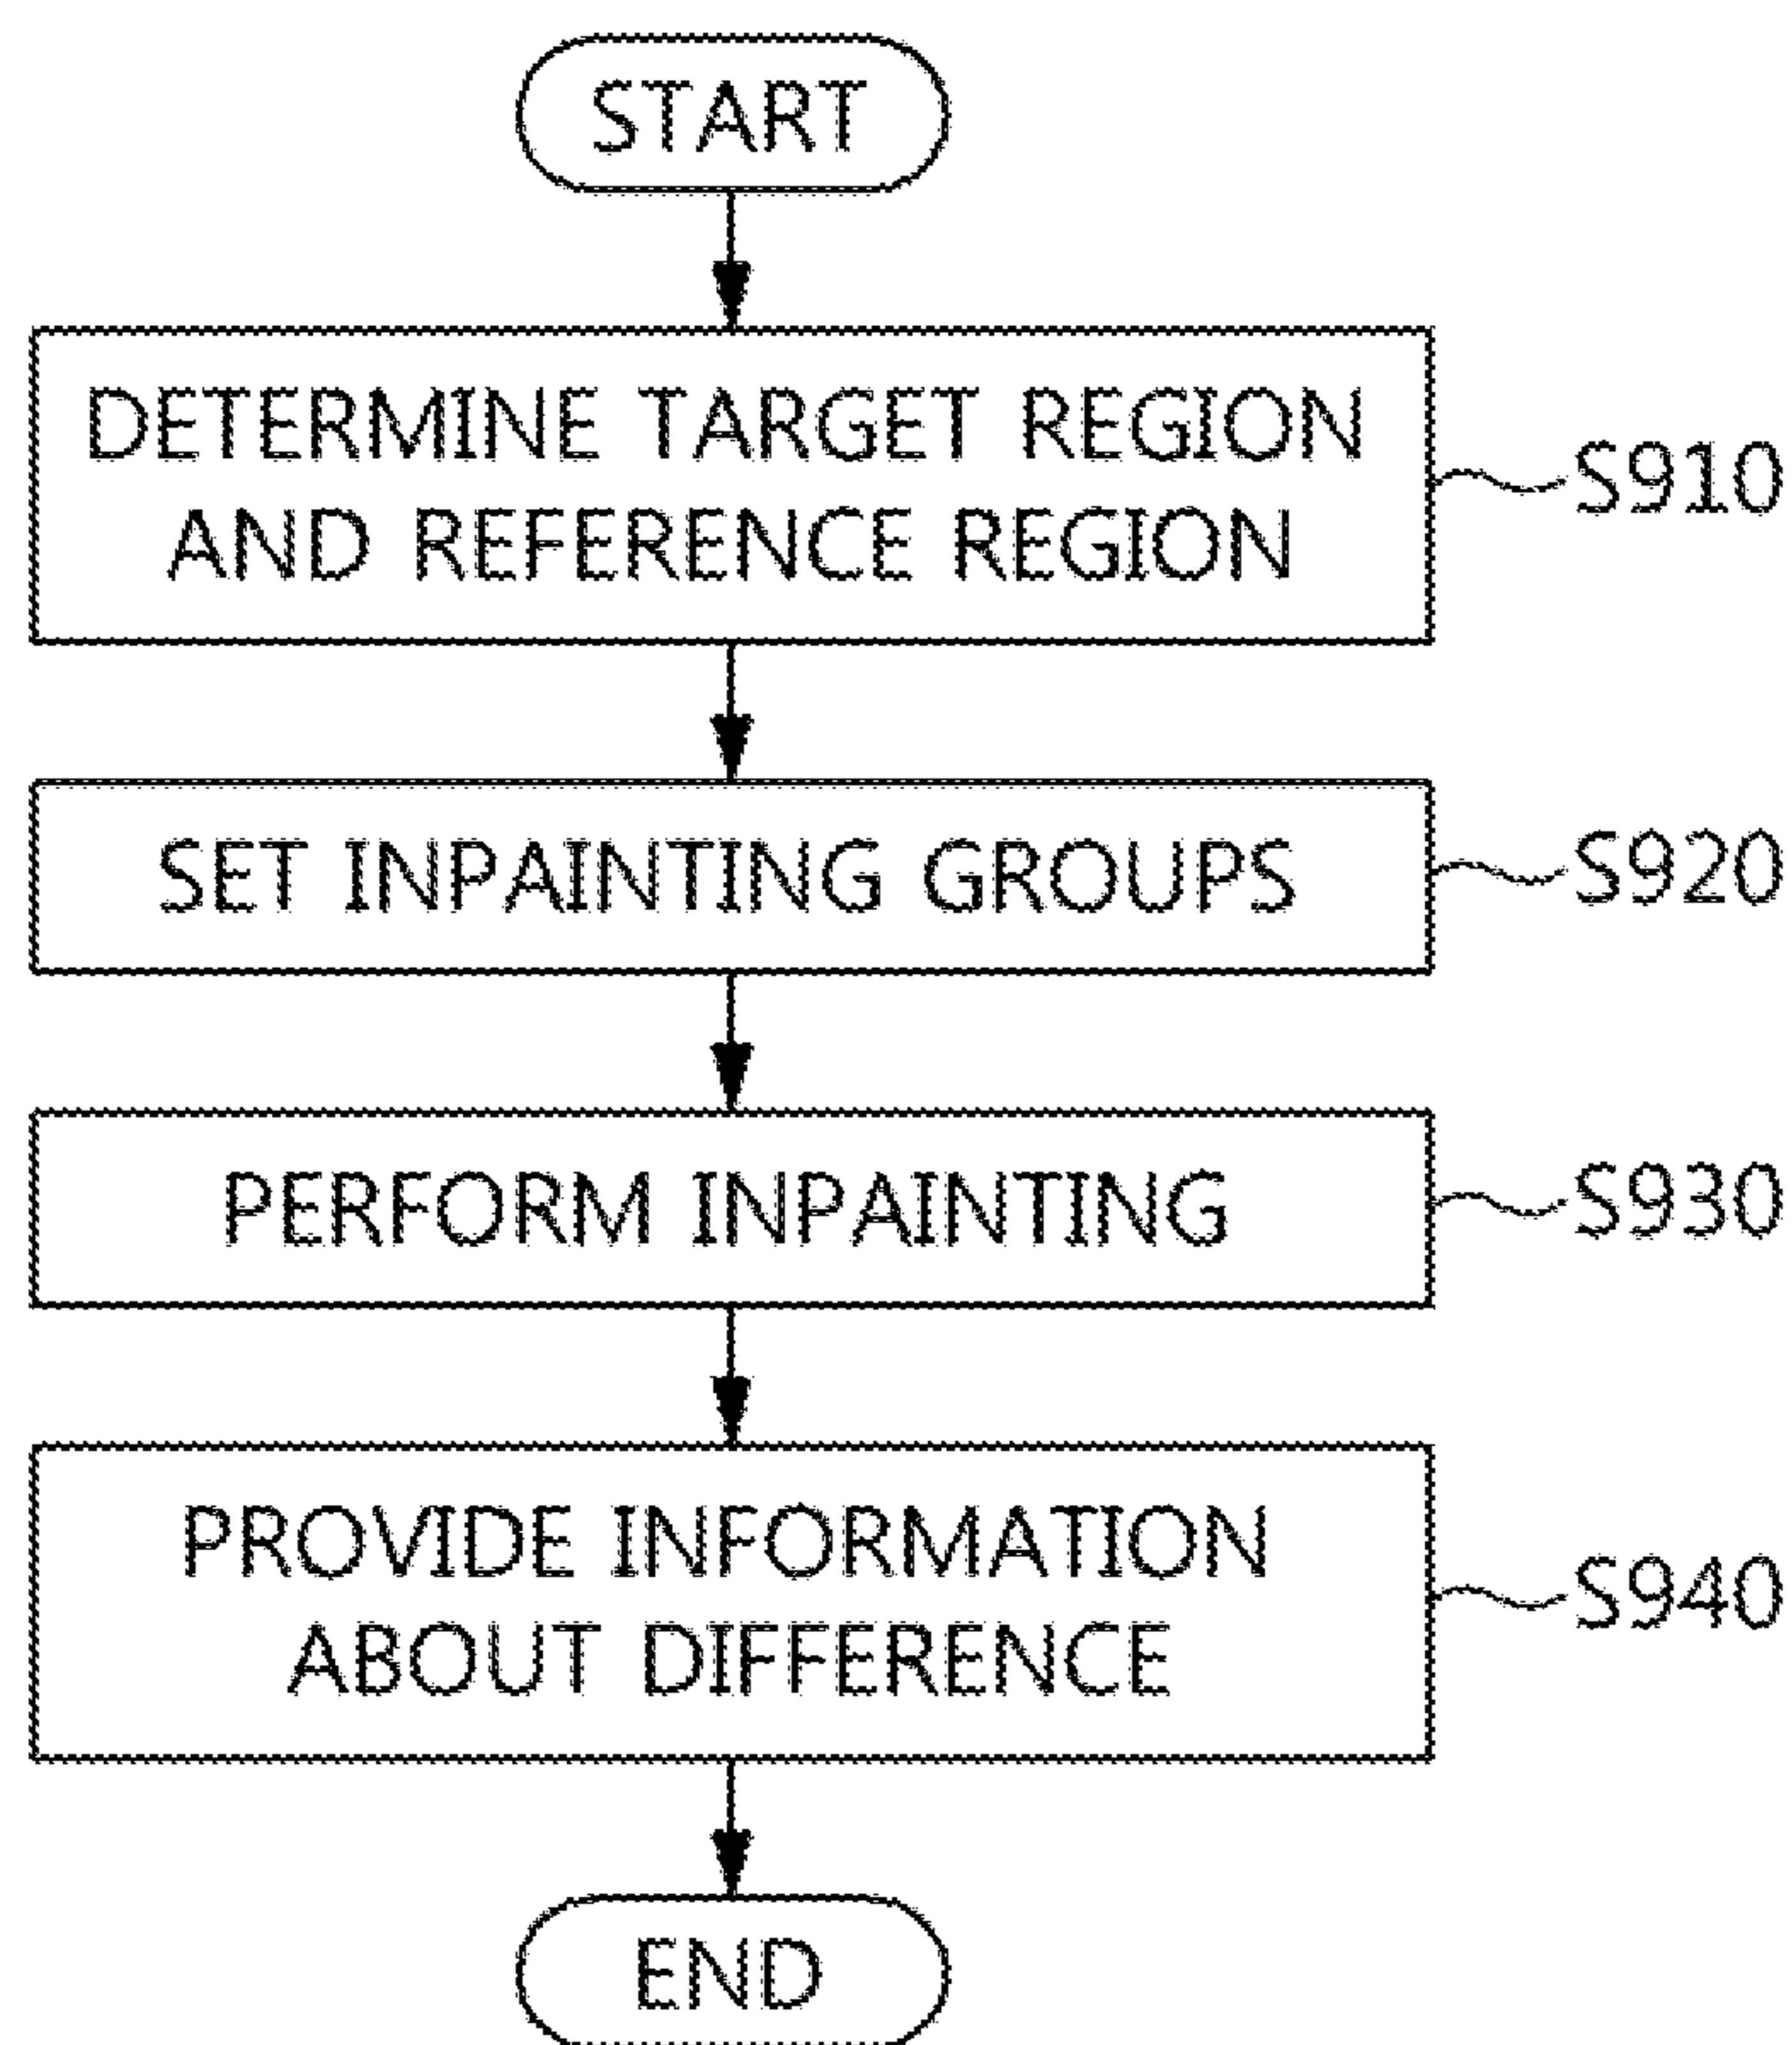 START
DETERMINE TARGET REGION
AND REFERENCE REGION
S910
SET INPAINTING GROUPS
S920
PERFORM INPAINTING
S930
PROVIDE INFORMATION
ABOUT DIFFERENCE
S940
END